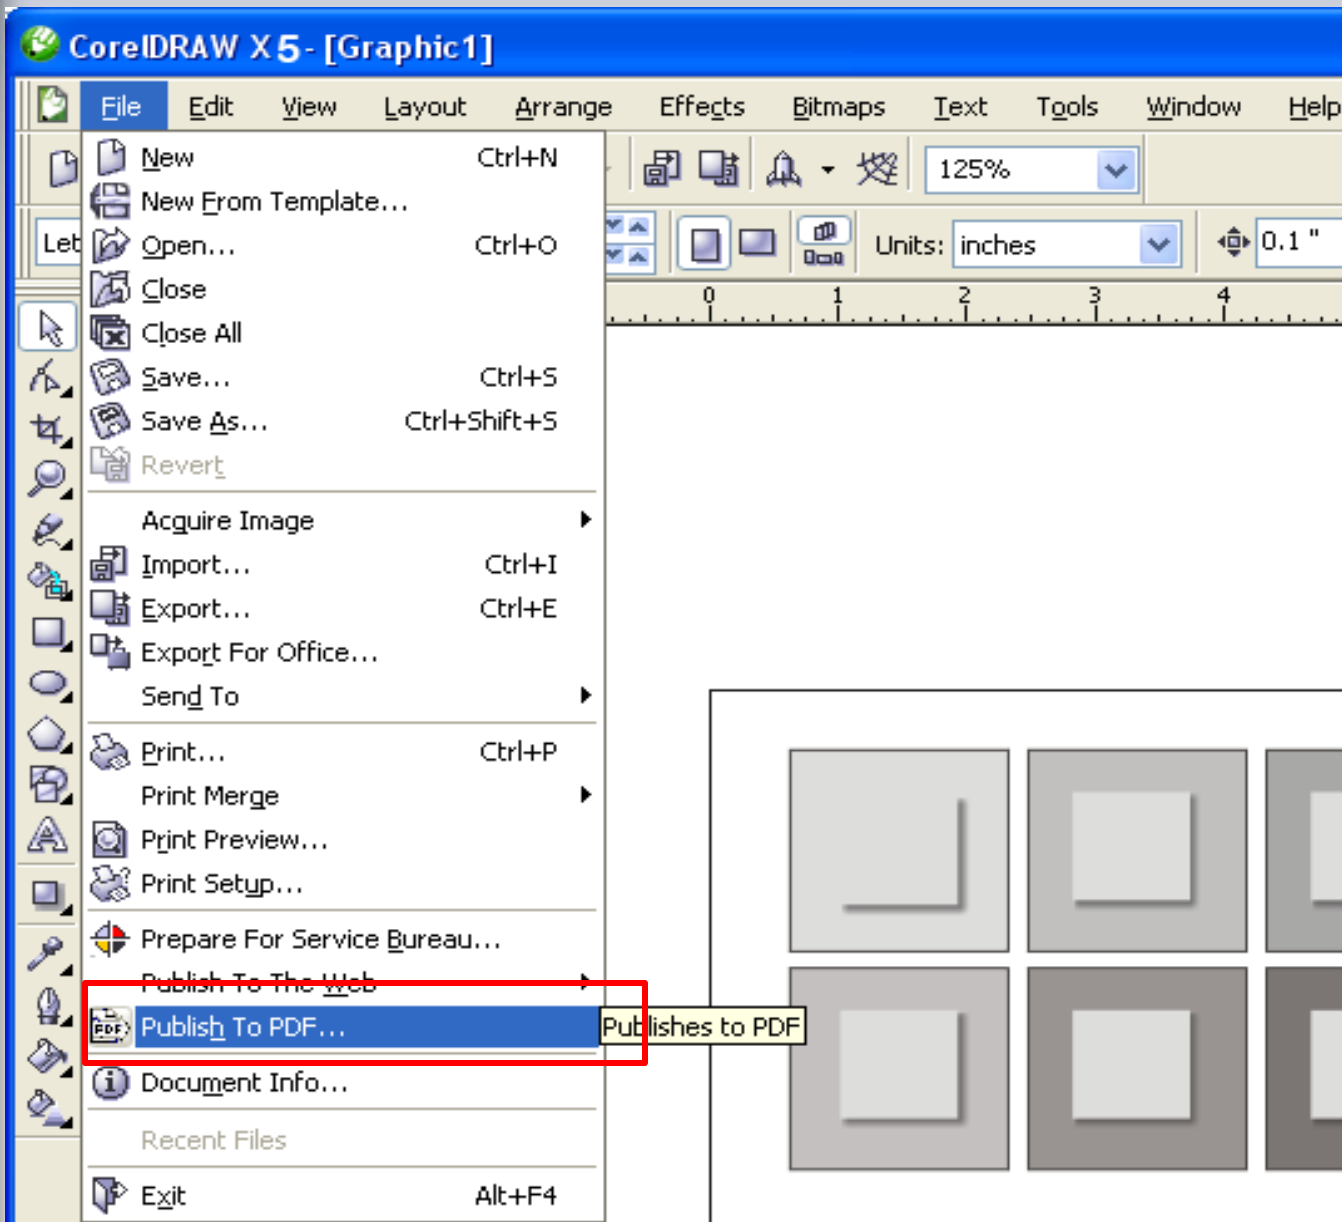 CorelDRAW X5 - [Graphic1]
File Edit View Layout Arrange Effects Bitmaps Text Tools Window Help
125%
Let
Units: inches
0.1 "
0 1 2 3 4
New Ctrl+N
New From Template...
Open... Ctrl+O
Close
Close All
Save... Ctrl+S
Save As... Ctrl+Shift+S
Revert
Acquire Image
Import... Ctrl+I
Export... Ctrl+E
Export For Office...
Send To
Print... Ctrl+P
Print Merge
Print Preview...
Print Setup...
Prepare For Service Bureau...
Publish To The Web
PDF Publish To PDF... Publishes to PDF
Document Info...
Recent Files
Exit Alt+F4